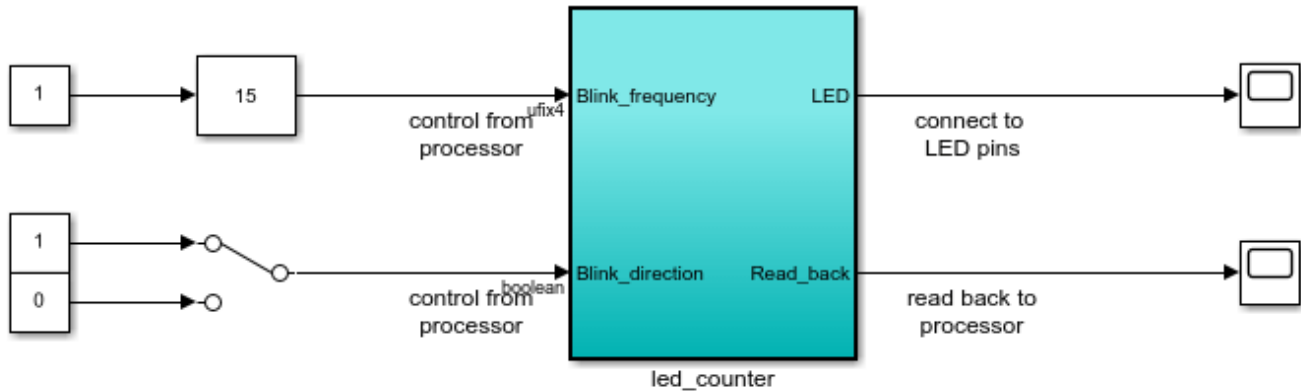 1
15
control from
processor
ufix4
Blink_frequency
LED
connect to
LED pins
1
0
control from
processor
boolean
Blink_direction
Read_back
read back to
processor
led_counter